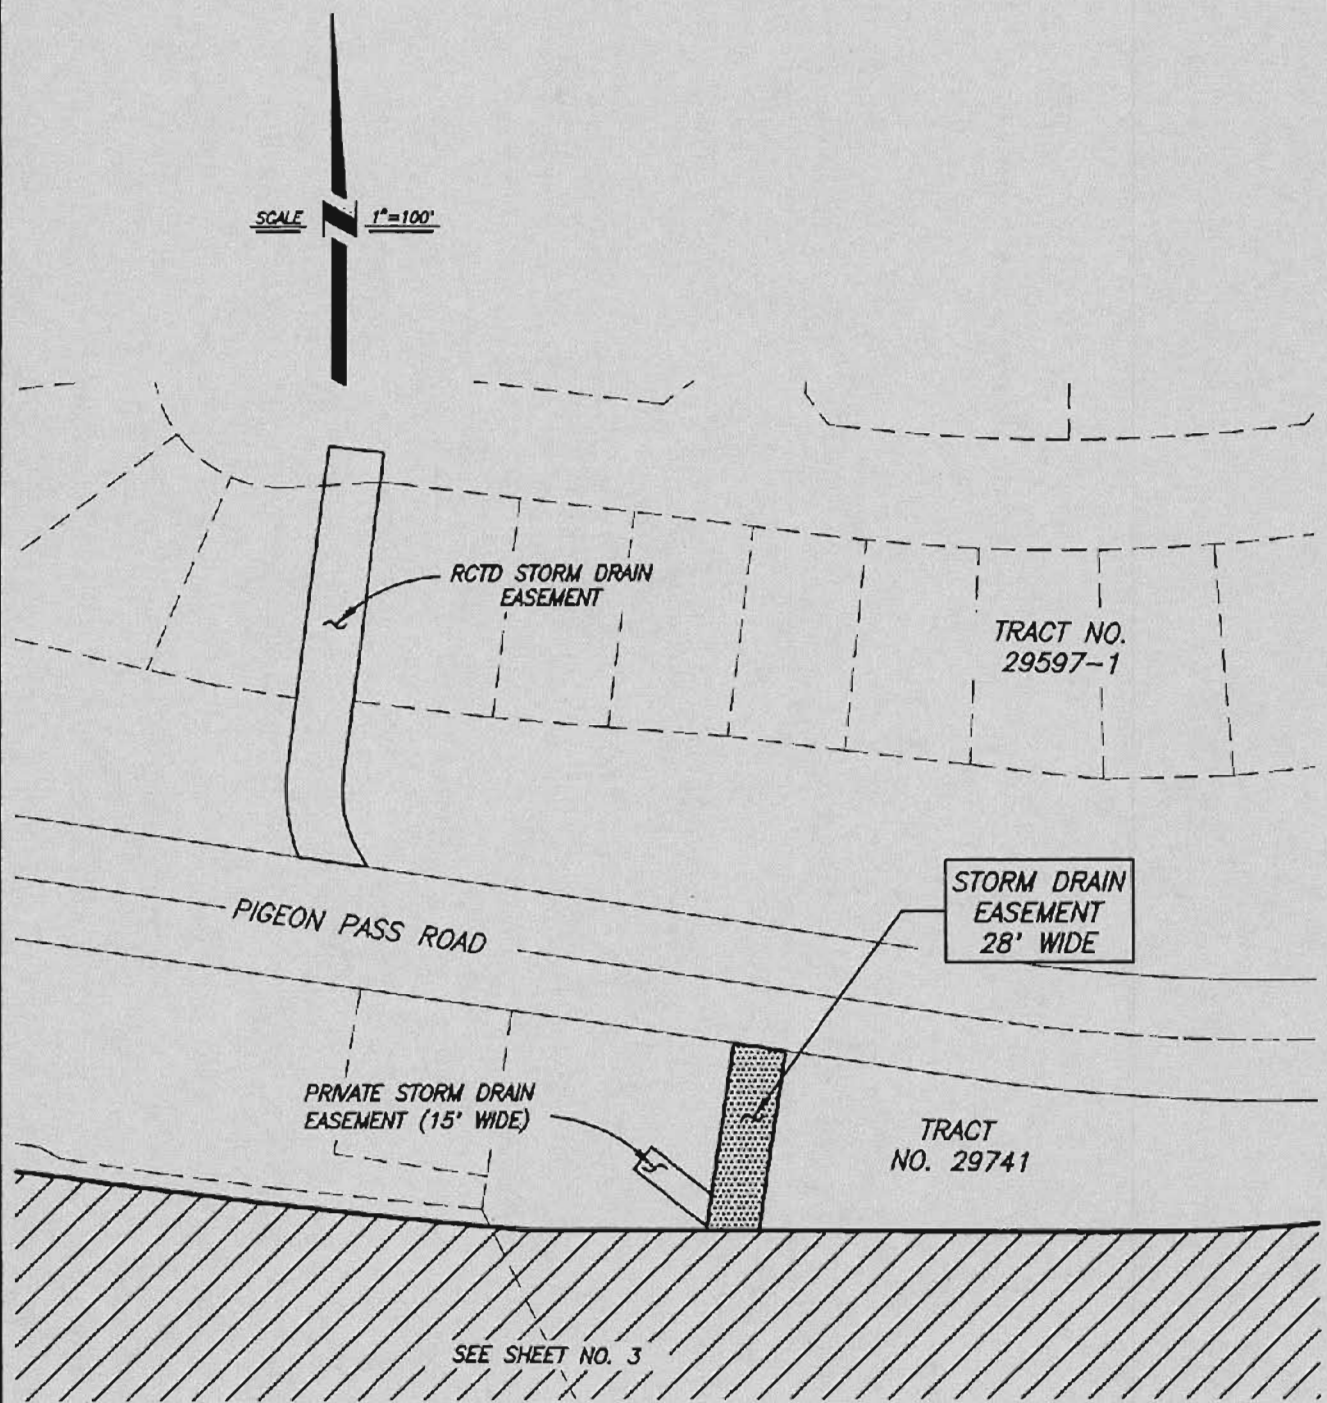 SCALE N 1"=100'
RCTD STORM DRAIN
EASEMENT
TRACT NO.
29597-1
STORM DRAIN
EASEMENT
28' WIDE
PIGEON PASS ROAD
PRIVATE STORM DRAIN
EASEMENT (15' WIDE)
TRACT
NO. 29741
SEE SHEET NO. 3